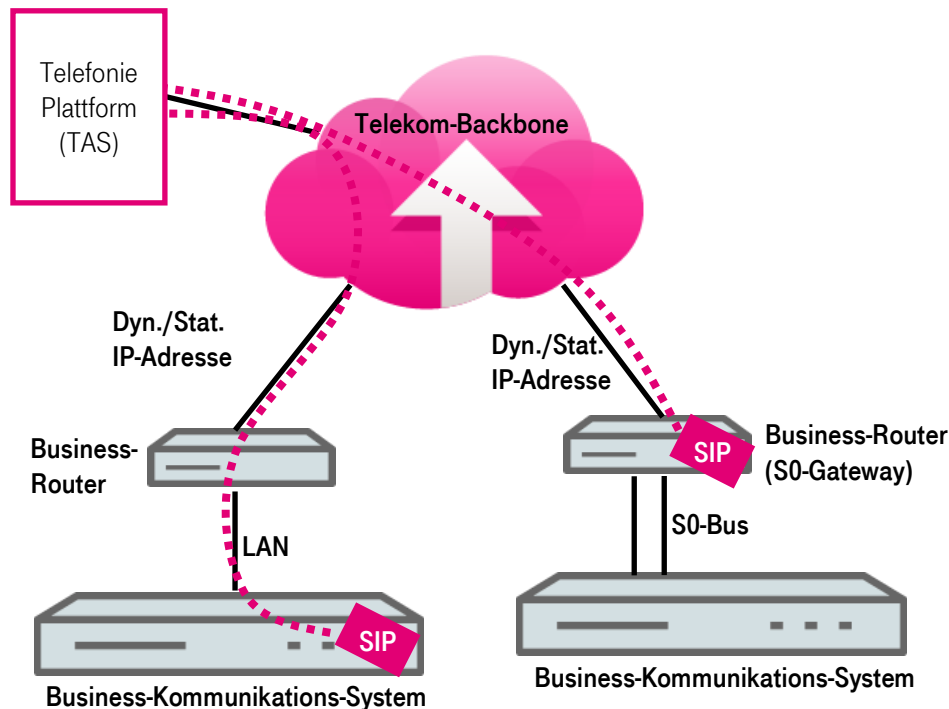 Telefonie
Plattform
(TAS)
Telekom-Backbone
Dyn./Stat.
IP-Adresse
Dyn./Stat.
IP-Adresse
Business-
Router
SIP
Business-Router
(S0-Gateway)
LAN
S0-Bus
SIP
Business-Kommunikations-System
Business-Kommunikations-System